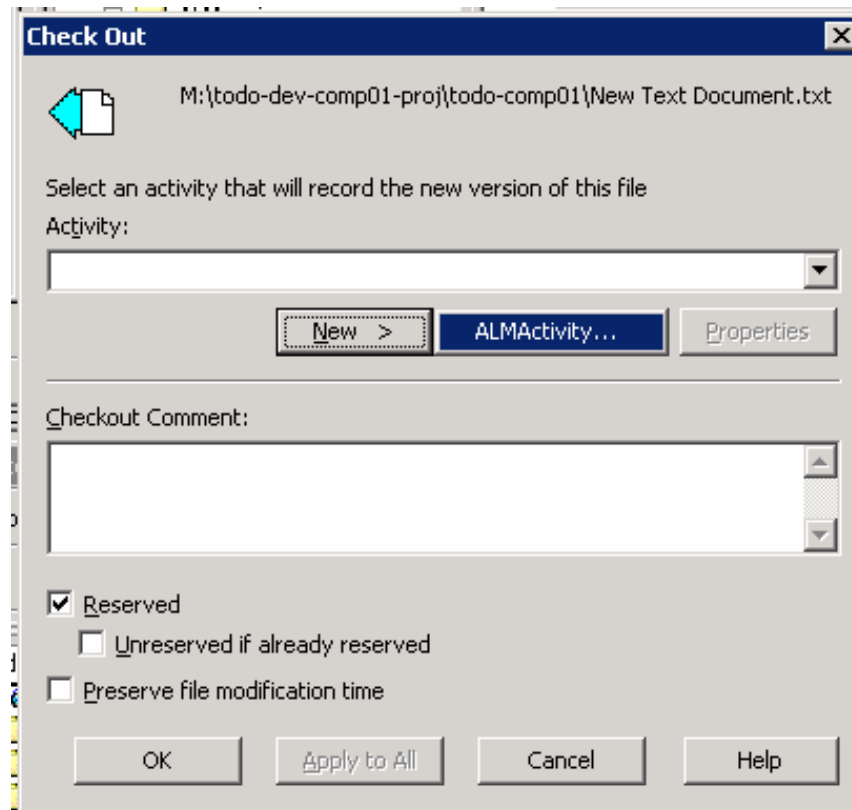 Check Out
M:\todo-dev-comp01-proj\todo-comp01\New Text Document.txt
Select an activity that will record the new version of this file
Activity:
New >
ALMActivity...
Properties
Checkout Comment:
Reserved
Unreserved if already reserved
Preserve file modification time
OK
Apply to All
Cancel
Help